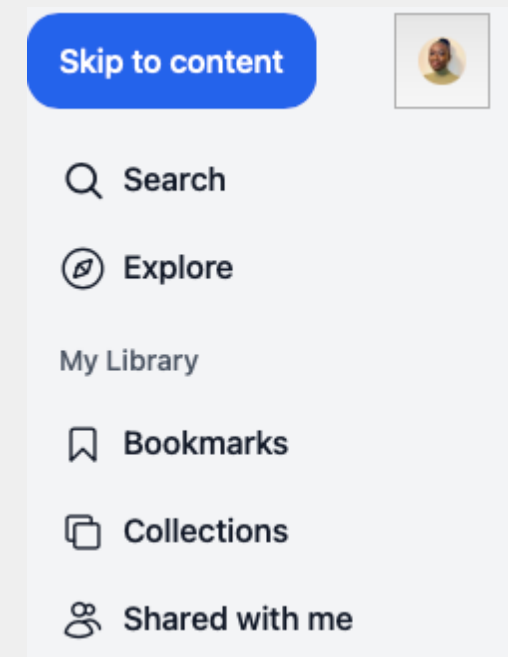 Skip to content
Search
Explore
My Library
Bookmarks
Collections
Shared with me